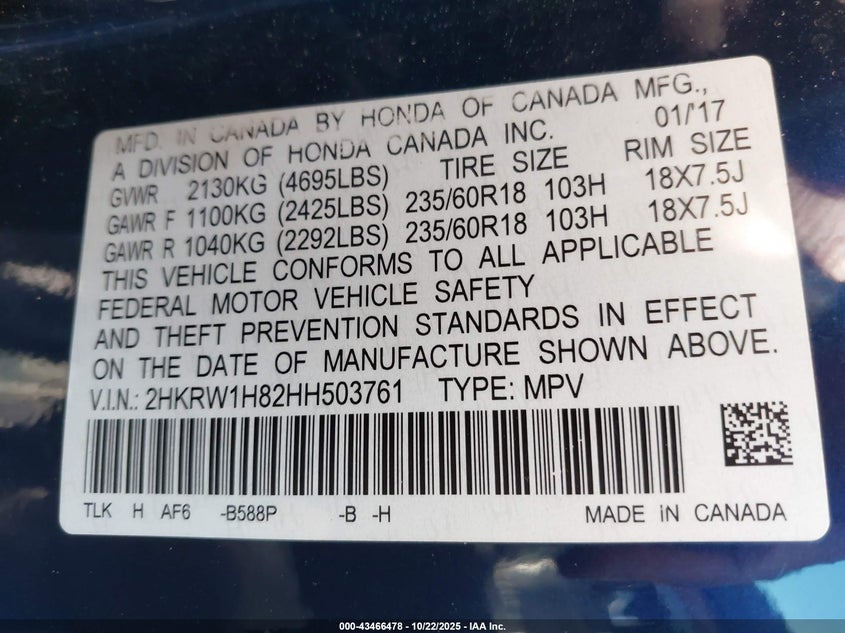 MFD. IN CANADA BY HONDA OF CANADA MFG.,
A DIVISION OF HONDA CANADA INC. 01/'17
GVWR 2130KG (4695LBS) TIRE SIZE RIM SIZE
GAWR F 1100KG (2425LBS) 235/60R18 103H 18X7.5J
GAWR R 1040KG (2292LBS) 235/60R18 103H 18X7.5J
THIS VEHICLE CONFORMS TO ALL APPLICABLE
FEDERAL MOTOR VEHICLE SAFETY
AND THEFT PREVENTION STANDARDS IN EFFECT
ON THE DATE OF MANUFACTURE SHOWN ABOVE.
V.I.N.: 2HKRW1H82HH503761 TYPE: MPV
TLK H AF6 -B588P -B -H MADE iN CANADA
000-43466478 - 10/22/2025 - IAA Inc.